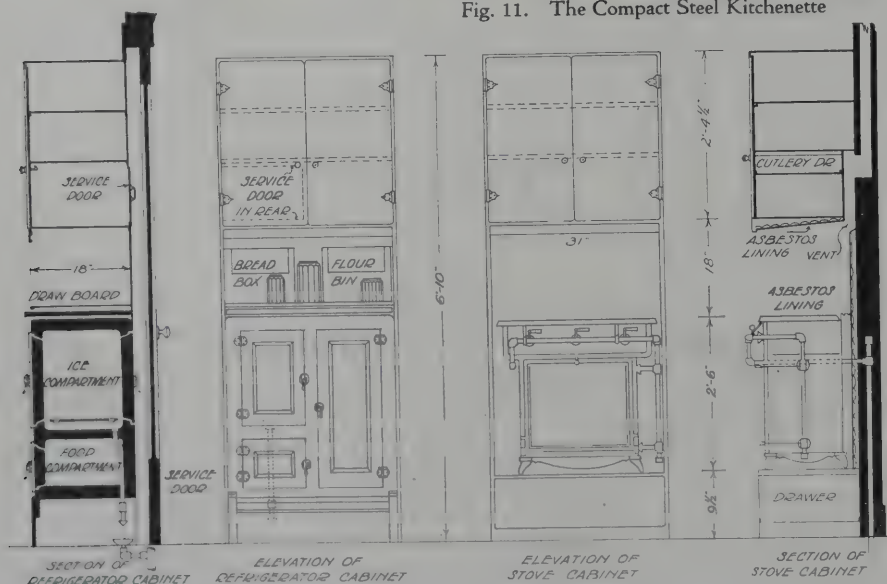 Fig. 11. The Compact Steel Kitchenette
SERVICE
DOOR
18"
DRAW BOARD
ICE
COMPARTMENT
FOOD
COMPARTMENT
SECTION OF
REFRIGERATOR CABINET
SERVICE
DOOR
IN REAR
BREAD
BOX
FLOUR
BIN
SERVICE
DOOR
6'-10"
ELEVATION OF
REFRIGERATOR CABINET
31"
ELEVATION OF
STOVE CABINET
2'-4½"
18"
2'-6"
9½"
CUTLERY DR
ASBESTOS
LINING VENT
ASBESTOS
LINING
DRAWER
SECTION OF
STOVE CABINET